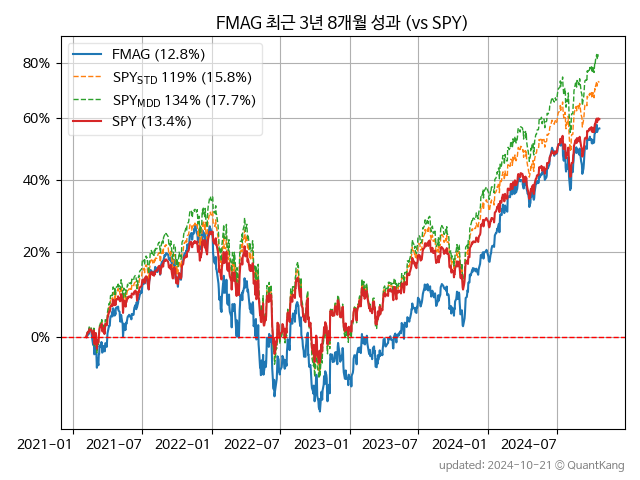 FMAG 최근 3년 8개월 성과 (vs SPY)
FMAG (12.8%)
SPY_STD 119% (15.8%)
SPY_MDD 134% (17.7%)
SPY (13.4%)
80%
60%
40%
20%
0%
2021−01 2021−07 2022−01 2022−07 2023−01 2023−07 2024−01 2024−07
updated: 2024-10-21 © QuantKang